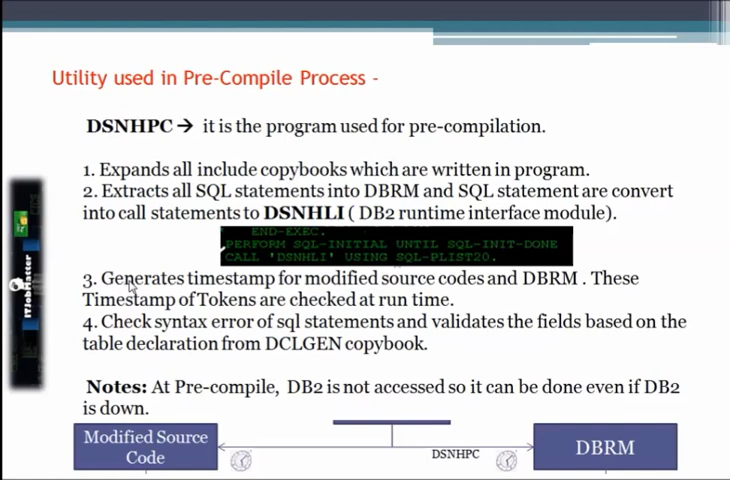 Utility used in Pre-Compile Process -
DSNHPC → it is the program used for pre-compilation.
1. Expands all include copybooks which are written in program.
2. Extracts all SQL statements into DBRM and SQL statement are convert
into call statements to DSNHLI ( DB2 runtime interface module).
END-EXEC.
PERFORM SQL-INITIAL UNTIL SQL-INIT-DONE
CALL 'DSNHLI' USING SQL-PLIST20.
3. Generates timestamp for modified source codes and DBRM . These
Timestamp of Tokens are checked at run time.
4. Check syntax error of sql statements and validates the fields based on the
table declaration from DCLGEN copybook.
Notes: At Pre-compile, DB2 is not accessed so it can be done even if DB2
is down.
Modified Source
Code
DSNHPC
DBRM
ITJobMatter